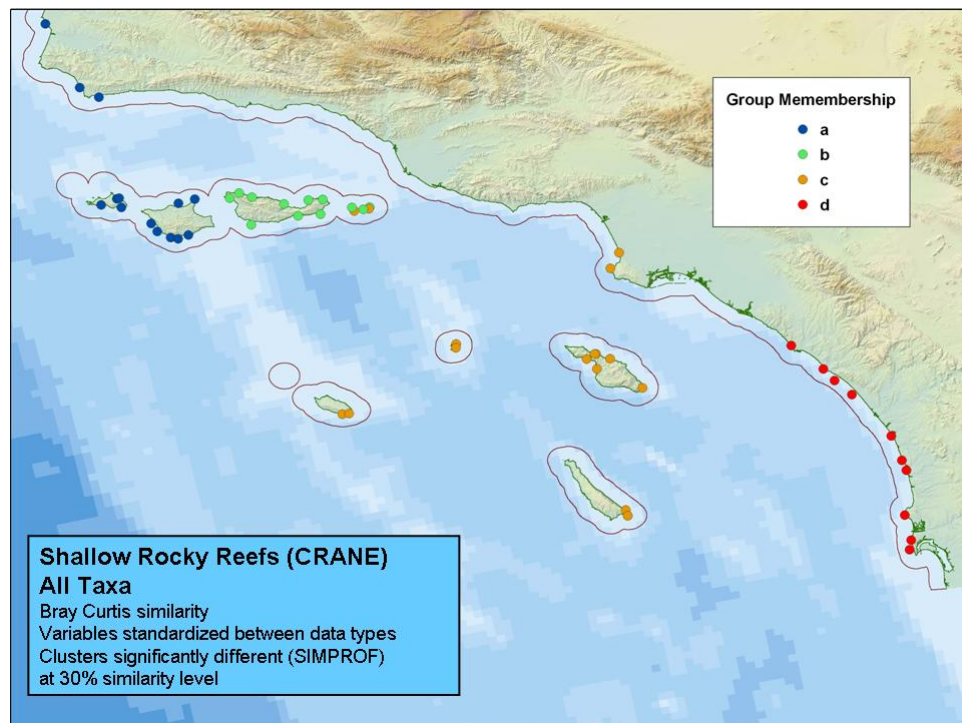 Group Memembership
a
b
c
d
Shallow Rocky Reefs (CRANE)
All Taxa
Bray Curtis similarity
Variables standardized between data types
Clusters significantly different (SIMPROF)
at 30% similarity level